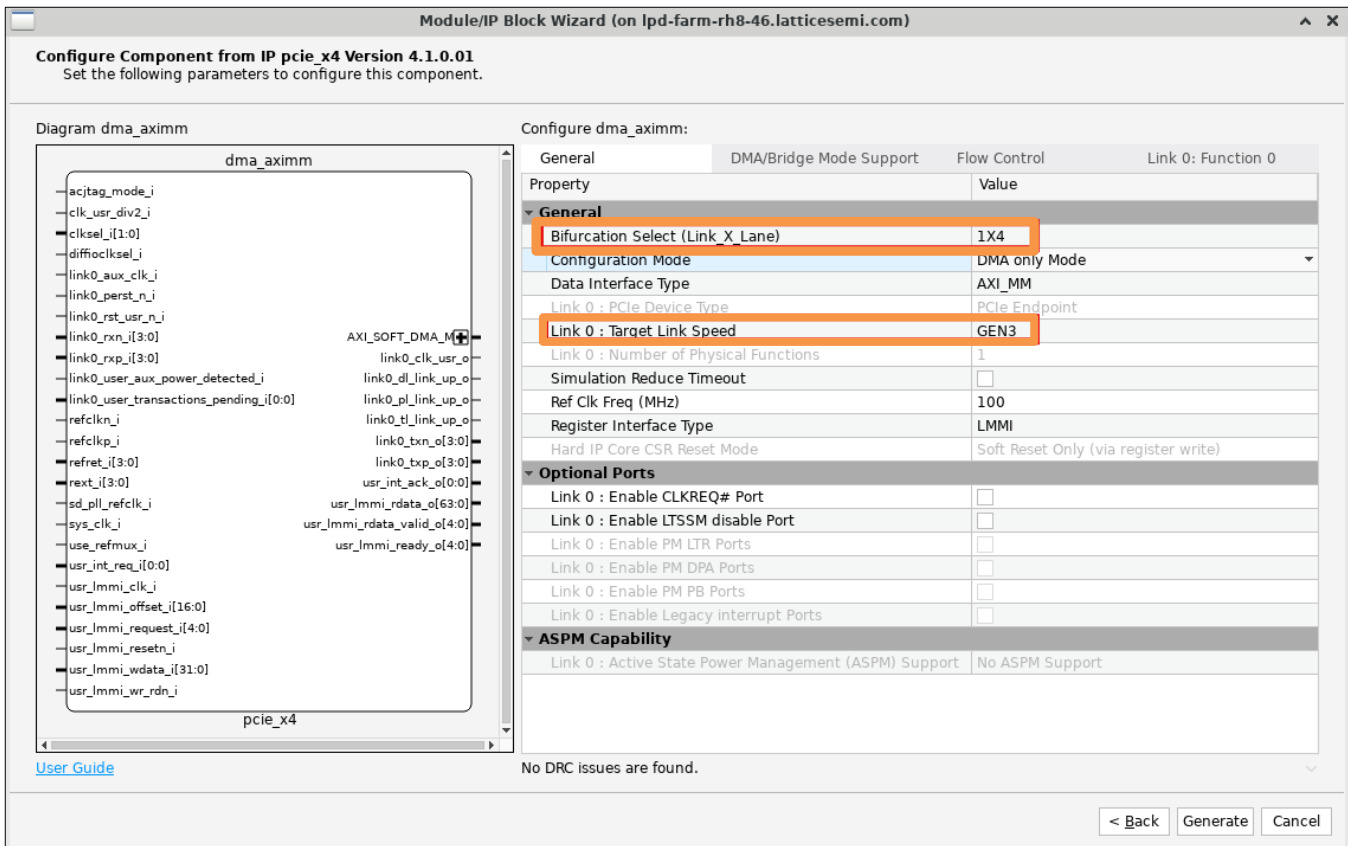 Module/IP Block Wizard (on lpd-farm-rh8-46.latticesemi.com)
Configure Component from IP pcie_x4 Version 4.1.0.01
Set the following parameters to configure this component.
Diagram dma_aximm
dma_aximm
acjtag_mode_i
clk_usr_div2_i
clksel_i[1:0]
diffioclksel_i
link0_aux_clk_i
link0_perst_n_i
link0_rst_usr_n_i
link0_rxn_i[3:0] AXI_SOFT_DMA_M
link0_rxp_i[3:0] link0_clk_usr_o
link0_user_aux_power_detected_i link0_dl_link_up_o
link0_user_transactions_pending_i[0:0] link0_pl_link_up_o
refclkn_i link0_tl_link_up_o
refclkp_i link0_txn_o[3:0]
refret_i[3:0] link0_txp_o[3:0]
rext_i[3:0] usr_int_ack_o[0:0]
sd_pll_refclk_i usr_lmmi_rdata_o[63:0]
sys_clk_i usr_lmmi_rdata_valid_o[4:0]
use_refmux_i usr_lmmi_ready_o[4:0]
usr_int_req_i[0:0]
usr_lmmi_clk_i
usr_lmmi_offset_i[16:0]
usr_lmmi_request_i[4:0]
usr_lmmi_resetn_i
usr_lmmi_wdata_i[31:0]
usr_lmmi_wr_rdn_i
pcie_x4
User Guide
Configure dma_aximm:
General DMA/Bridge Mode Support Flow Control Link 0: Function 0
Property Value
General
Bifurcation Select (Link_X_Lane) 1X4
Configuration Mode DMA only Mode
Data Interface Type AXI_MM
Link 0 : PCIe Device Type PCIe Endpoint
Link 0 : Target Link Speed GEN3
Link 0 : Number of Physical Functions 1
Simulation Reduce Timeout
Ref Clk Freq (MHz) 100
Register Interface Type LMMI
Hard IP Core CSR Reset Mode Soft Reset Only (via register write)
Optional Ports
Link 0 : Enable CLKREQ# Port
Link 0 : Enable LTSSM disable Port
Link 0 : Enable PM LTR Ports
Link 0 : Enable PM DPA Ports
Link 0 : Enable PM PB Ports
Link 0 : Enable Legacy interrupt Ports
ASPM Capability
Link 0 : Active State Power Management (ASPM) Support No ASPM Support
No DRC issues are found.
< Back Generate Cancel